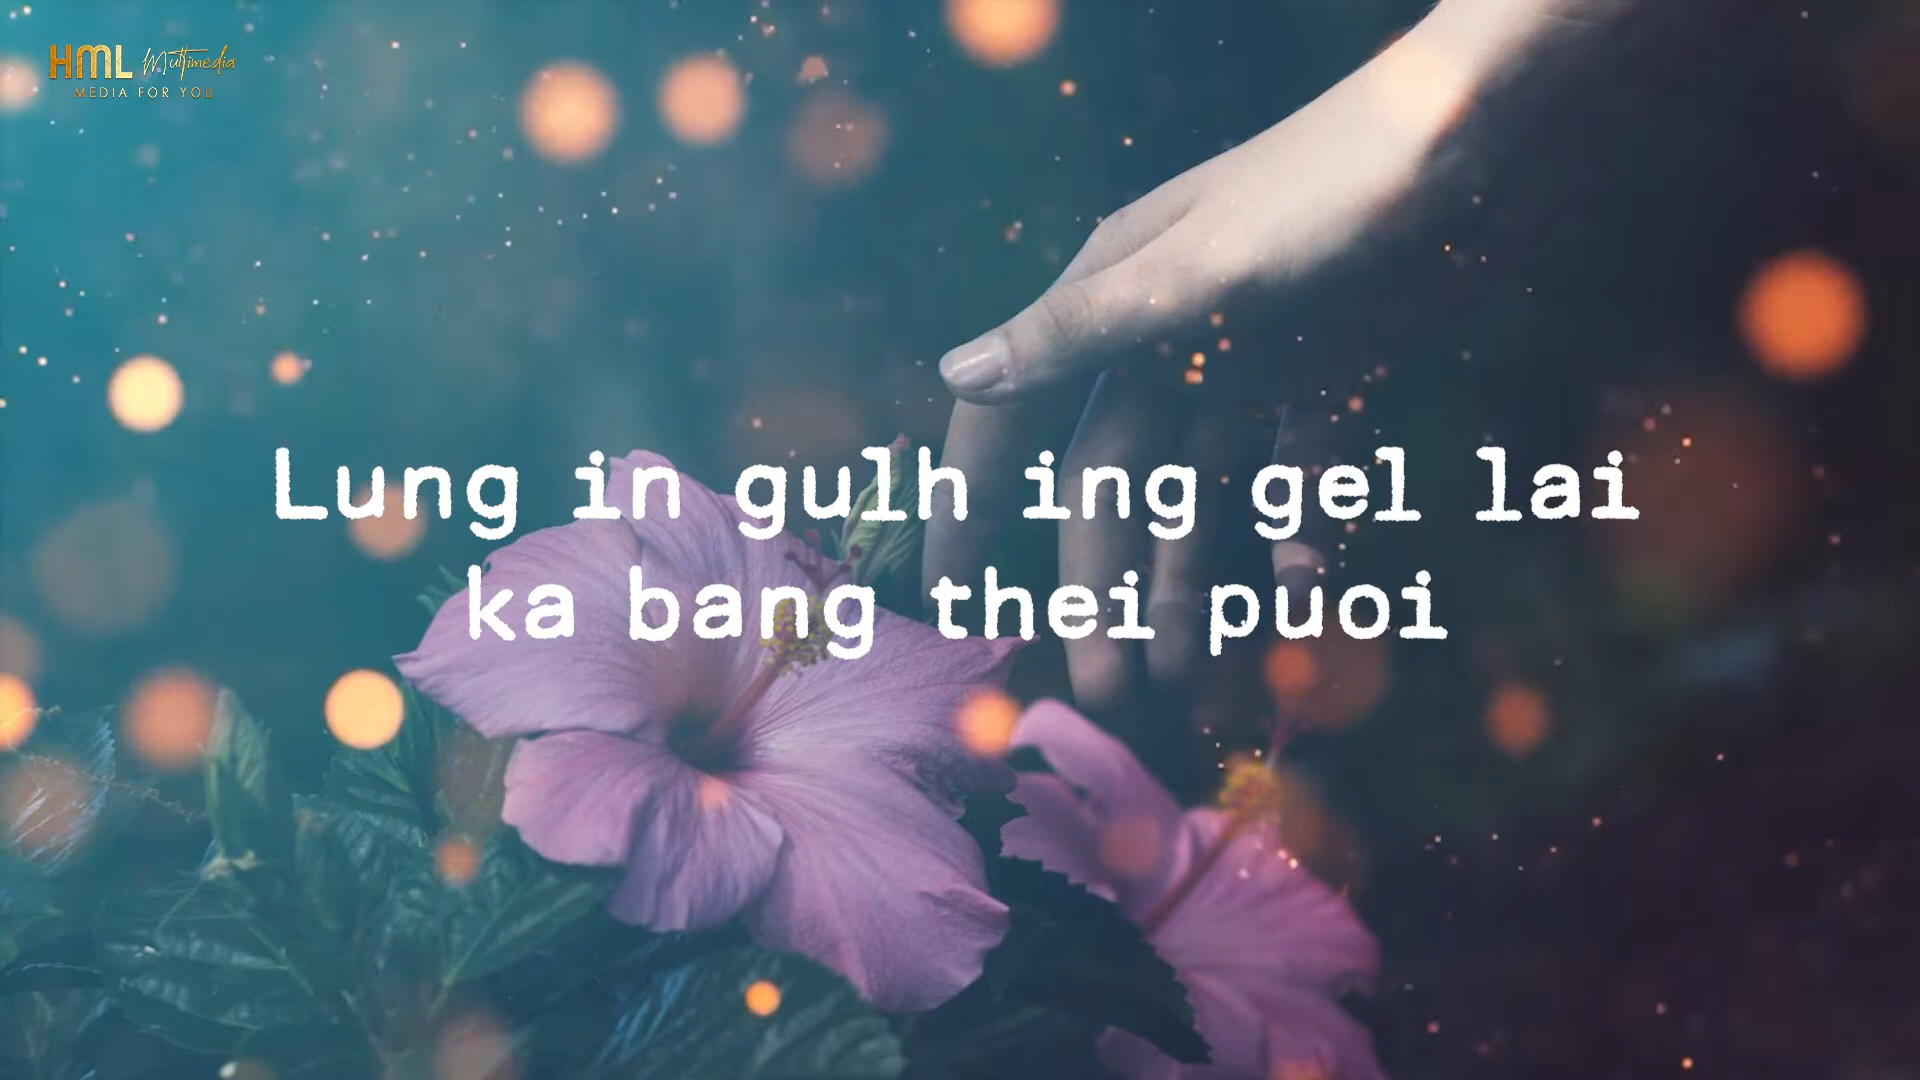 HML Multimedia
MEDIA FOR YOU
Lung in gulh ing gel lai
ka bang thei puoi